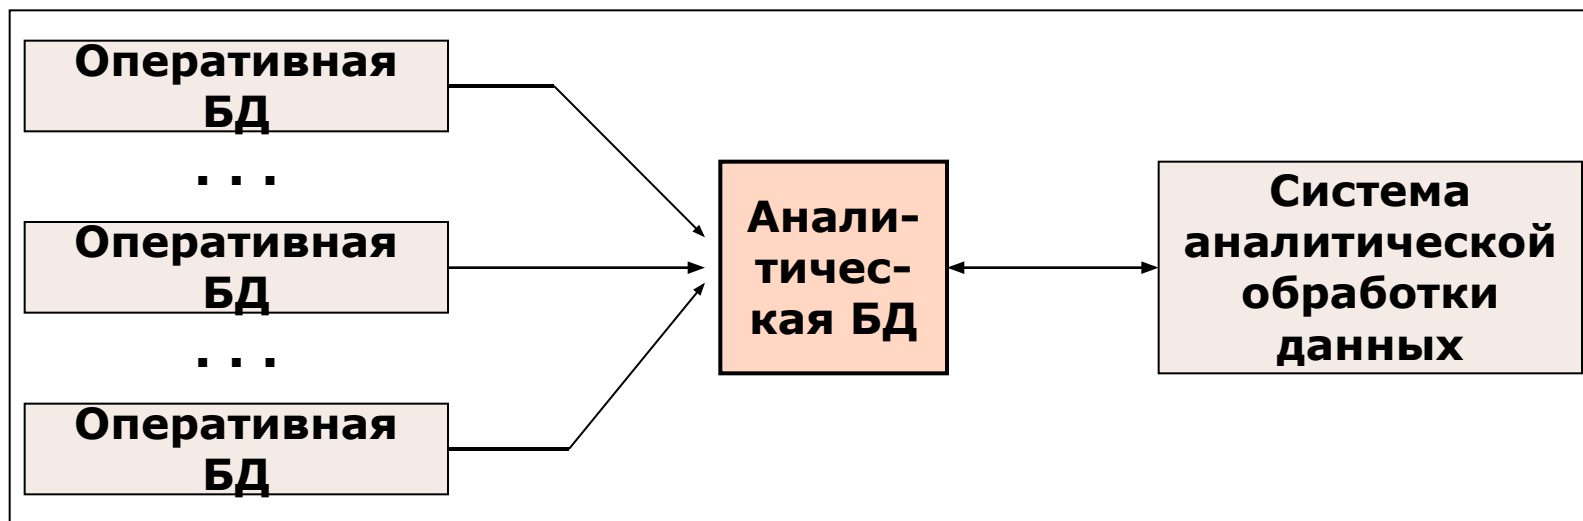 Оперативная
БД
. . .
Оперативная
БД
. . .
Оперативная
БД
Анали-
тичес-
кая БД
Система
аналитической
обработки
данных